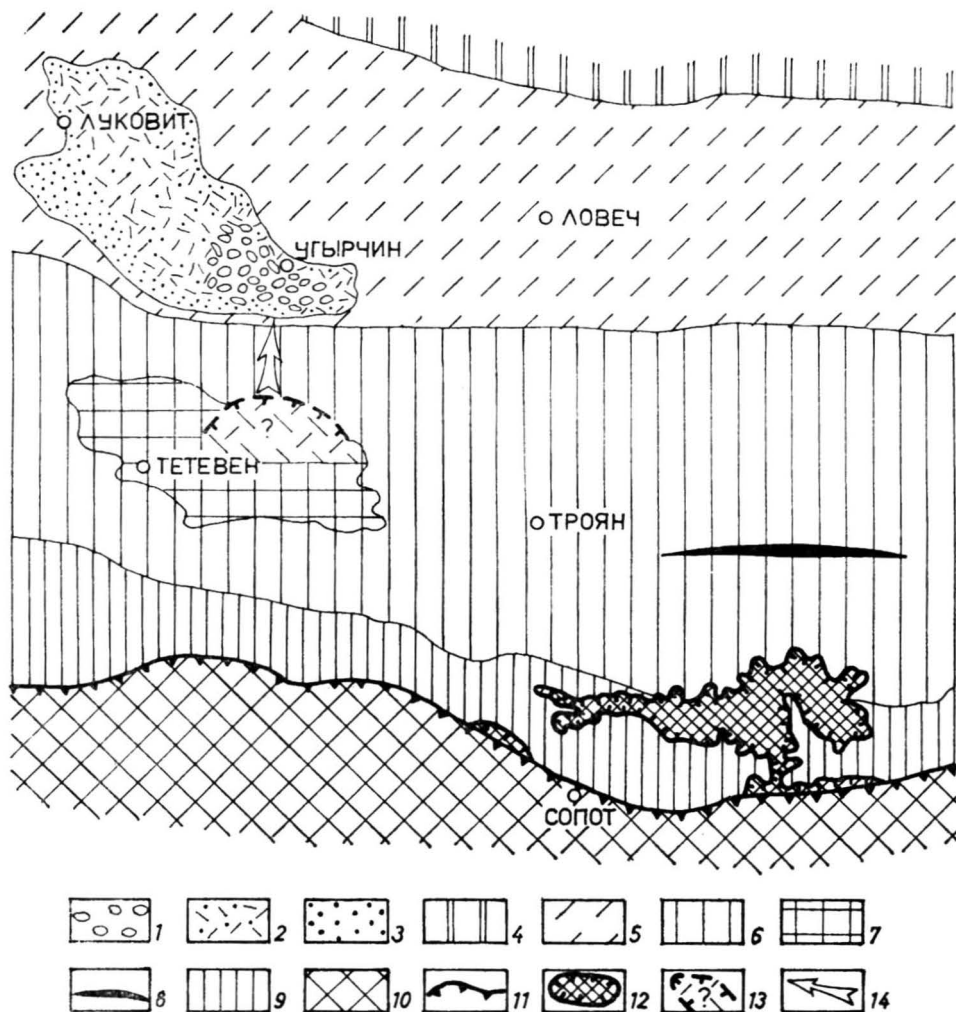 ЛУКОВИТ
ЛОВЕЧ
УГЫРЧИН
?
ТЕТЕВЕН
ТРОЯН
СОПОТ
1 2 3 4 5 6 7
8 9 10 11 12 ? 13 14